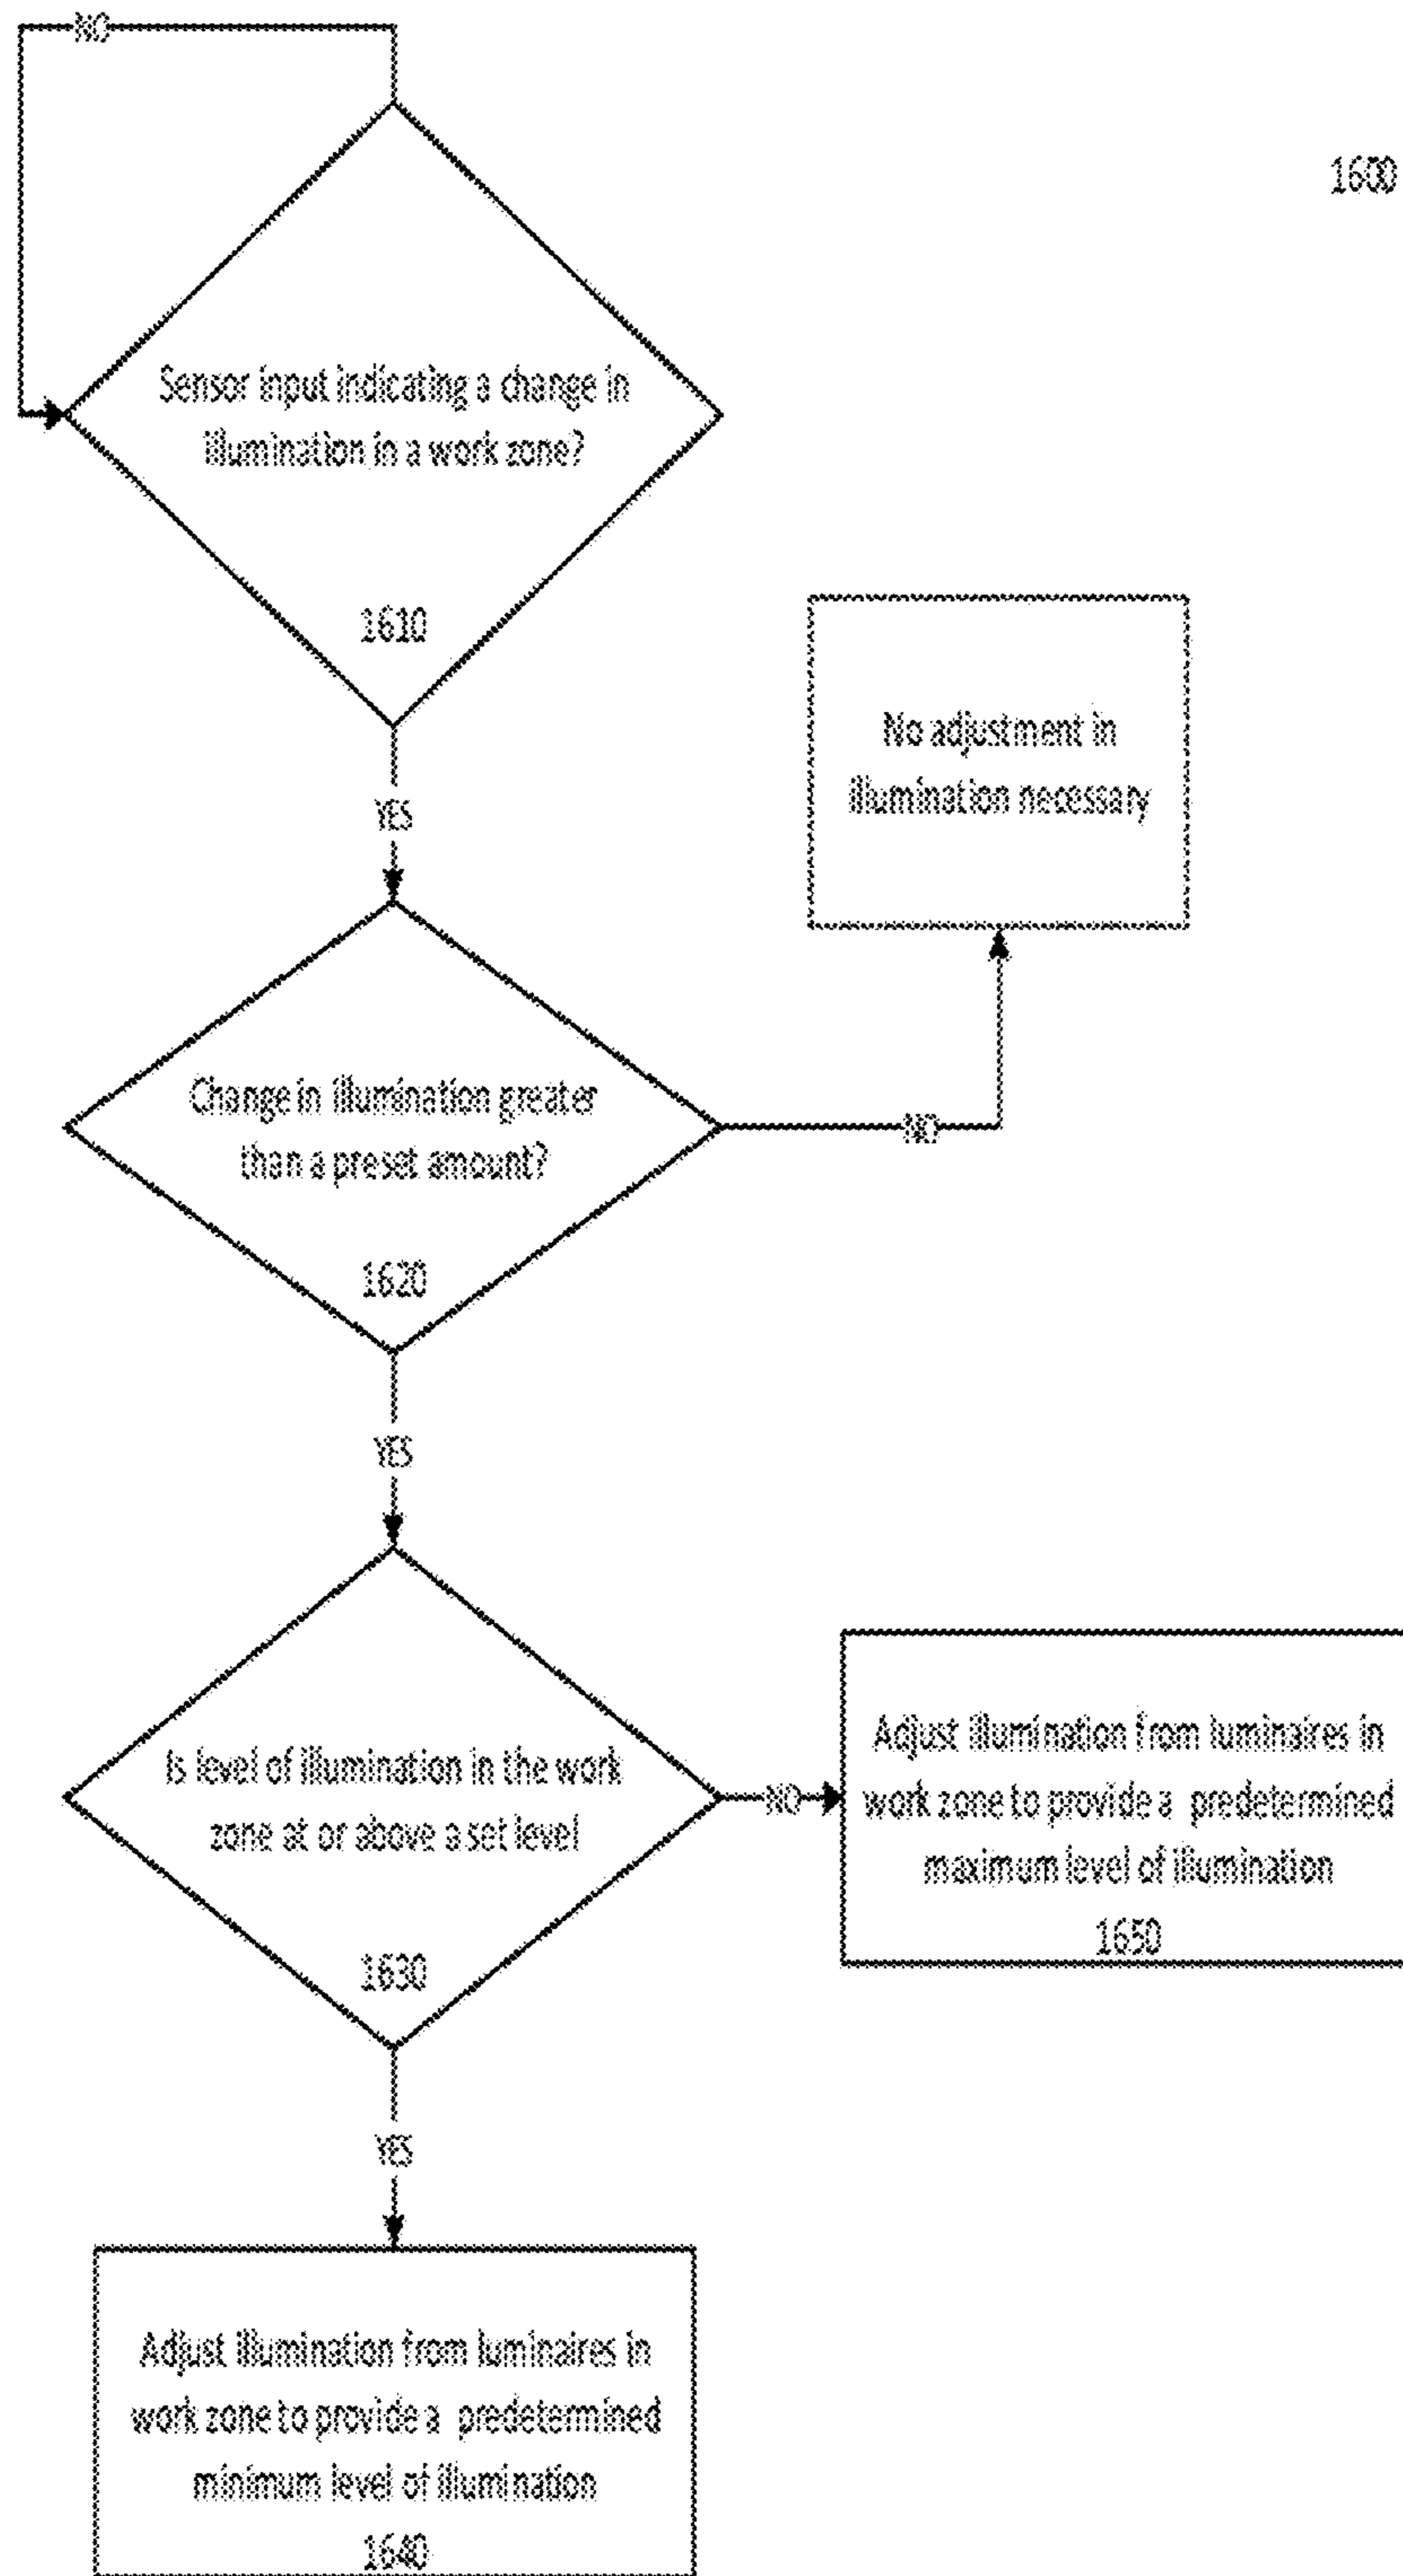 NO
1600
Sensor input indicating a change in
illumination in a work zone?
1610
YES
No adjustment in
illumination necessary
Change in illumination greater
than a preset amount?
1620
NO
YES
Is level of illumination in the work
zone at or above a set level
1630
NO
Adjust illumination from luminaires in
work zone to provide a predetermined
maximum level of illumination
1650
YES
Adjust illumination from luminaires in
work zone to provide a predetermined
minimum level of illumination
1640